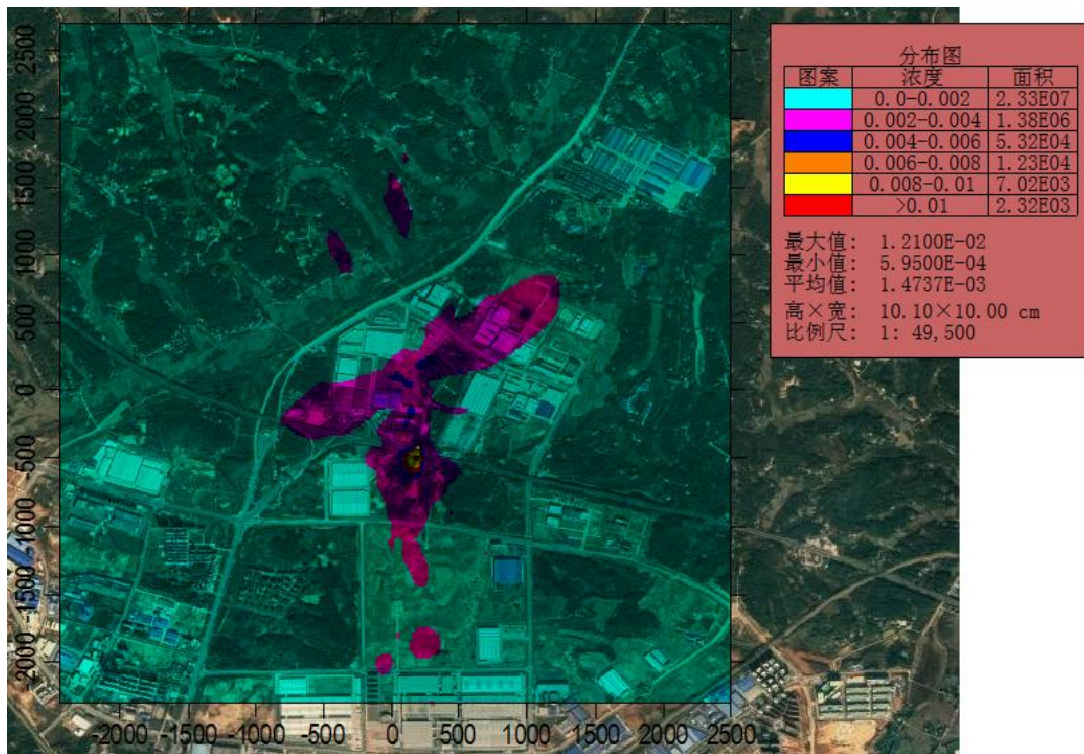 分布图
图案 浓度 面积
0.0-0.002 2.33E07
0.002-0.004 1.38E06
0.004-0.006 5.32E04
0.006-0.008 1.23E04
0.008-0.01 7.02E03
>0.01 2.32E03
最大值: 1.2100E-02
最小值: 5.9500E-04
平均值: 1.4737E-03
高×宽: 10.10×10.00 cm
比例尺: 1: 49,500
2500
2000
1500
1000
500
0
-500
-1000
-1500
-2000
-2000 -1500 -1000 -500 0 500 1000 1500 2000 2500